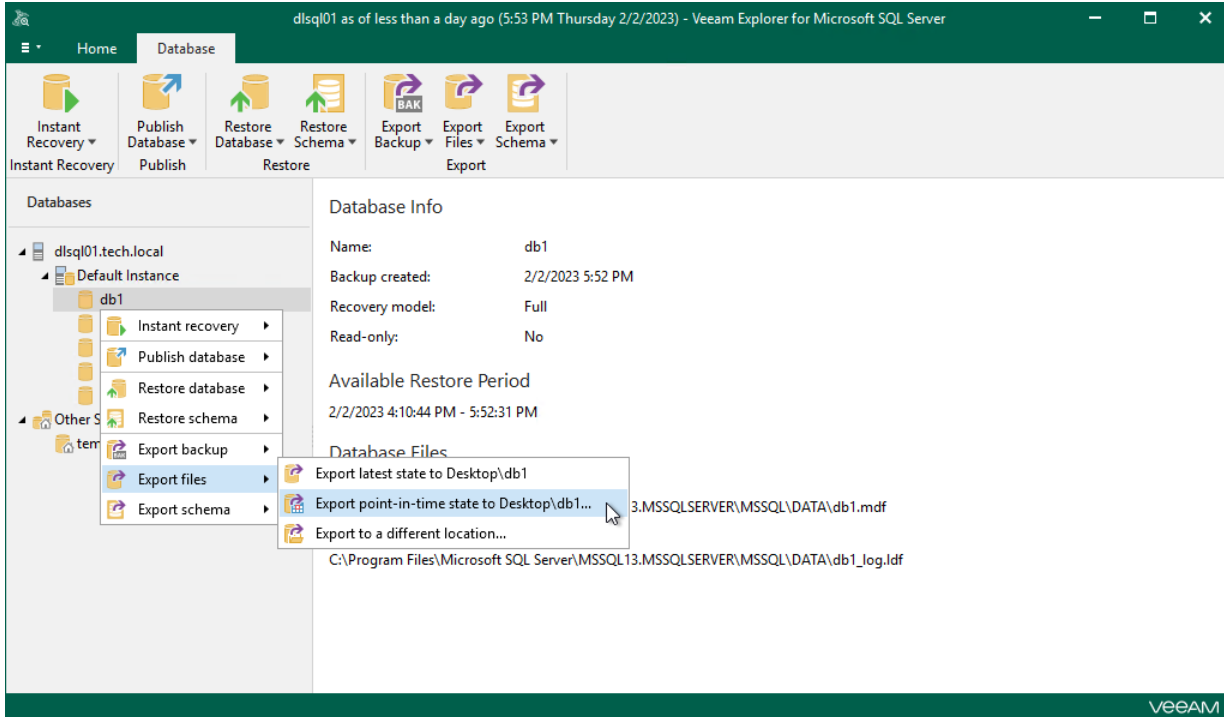 dlsql01 as of less than a day ago (5:53 PM Thursday 2/2/2023) - Veeam Explorer for Microsoft SQL Server
Home Database
Instant Recovery
Publish Database
Restore Database
Restore Schema
Export Backup
BAK
Export Files
Export Schema
Instant Recovery Publish Restore Export
Databases
dlsql01.tech.local
Default Instance
db1
Other S
tem
Instant recovery
Publish database
Restore database
Restore schema
Export backup
BAK
Export files
Export schema
Export latest state to Desktop\db1
Export point-in-time state to Desktop\db1...
Export to a different location...
Database Info
Name: db1
Backup created: 2/2/2023 5:52 PM
Recovery model: Full
Read-only: No
Available Restore Period
2/2/2023 4:10:44 PM - 5:52:31 PM
Database Files
3.MSSQLSERVER\MSSQL\DATA\db1.mdf
C:\Program Files\Microsoft SQL Server\MSSQL13.MSSQLSERVER\MSSQL\DATA\db1_log.ldf
veeam